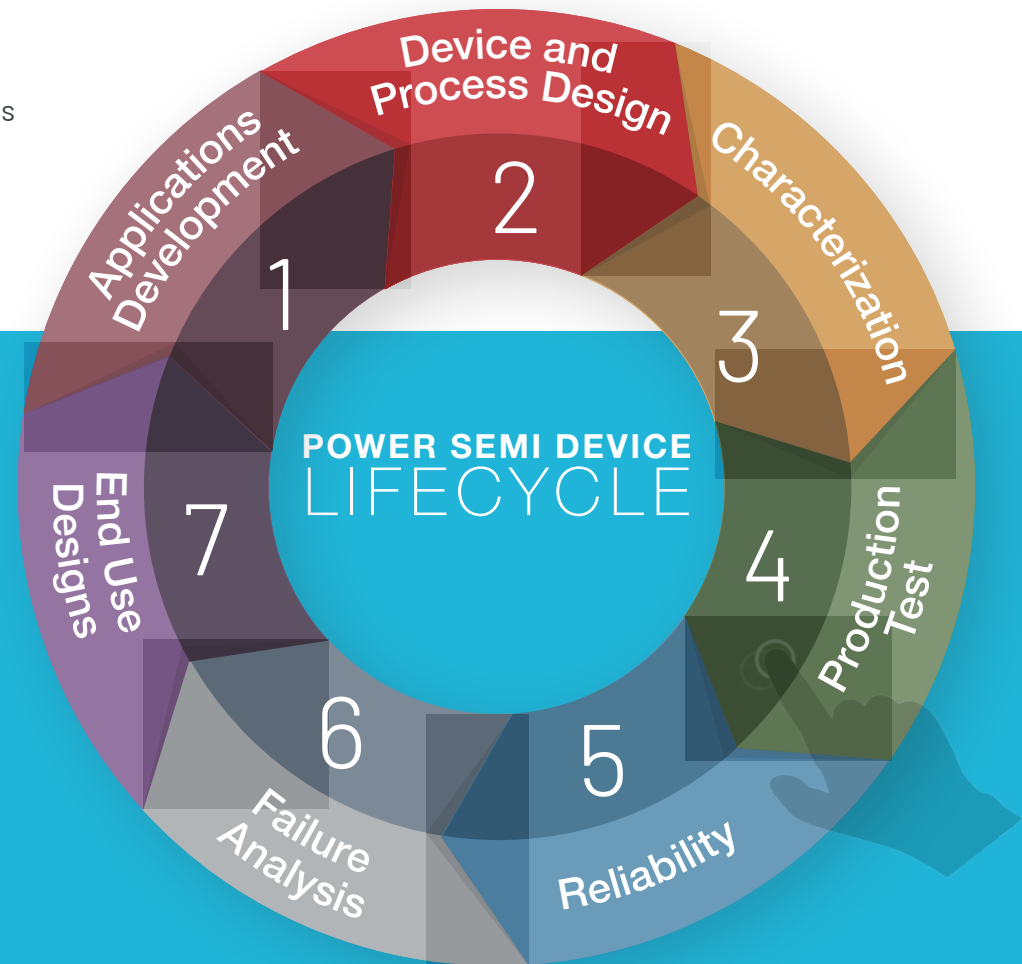 s
POWER SEMI DEVICE
LIFECYCLE
1
Applications
Development
2
Device and
Process Design
3
Characterization
4
Production
Test
5
Reliability
6
Failure
Analysis
7
End Use
Designs